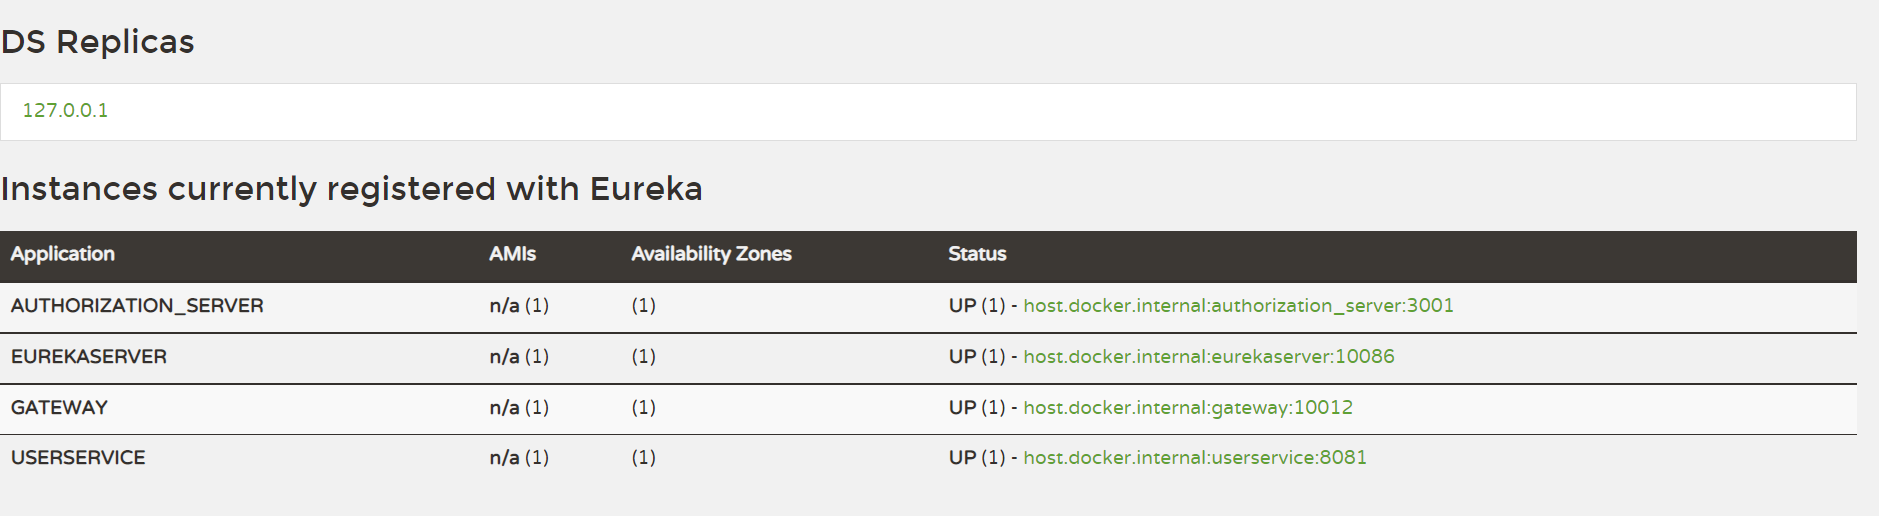 DS Replicas
127.0.0.1
Instances currently registered with Eureka
Application AMIs Availability Zones Status
AUTHORIZATION_SERVER n/a (1) (1) UP (1) - host.docker.internal:authorization_server:3001
EUREKASERVER n/a (1) (1) UP (1) - host.docker.internal:eurekaserver:10086
GATEWAY n/a (1) (1) UP (1) - host.docker.internal:gateway:10012
USERSERVICE n/a (1) (1) UP (1) - host.docker.internal:userservice:8081